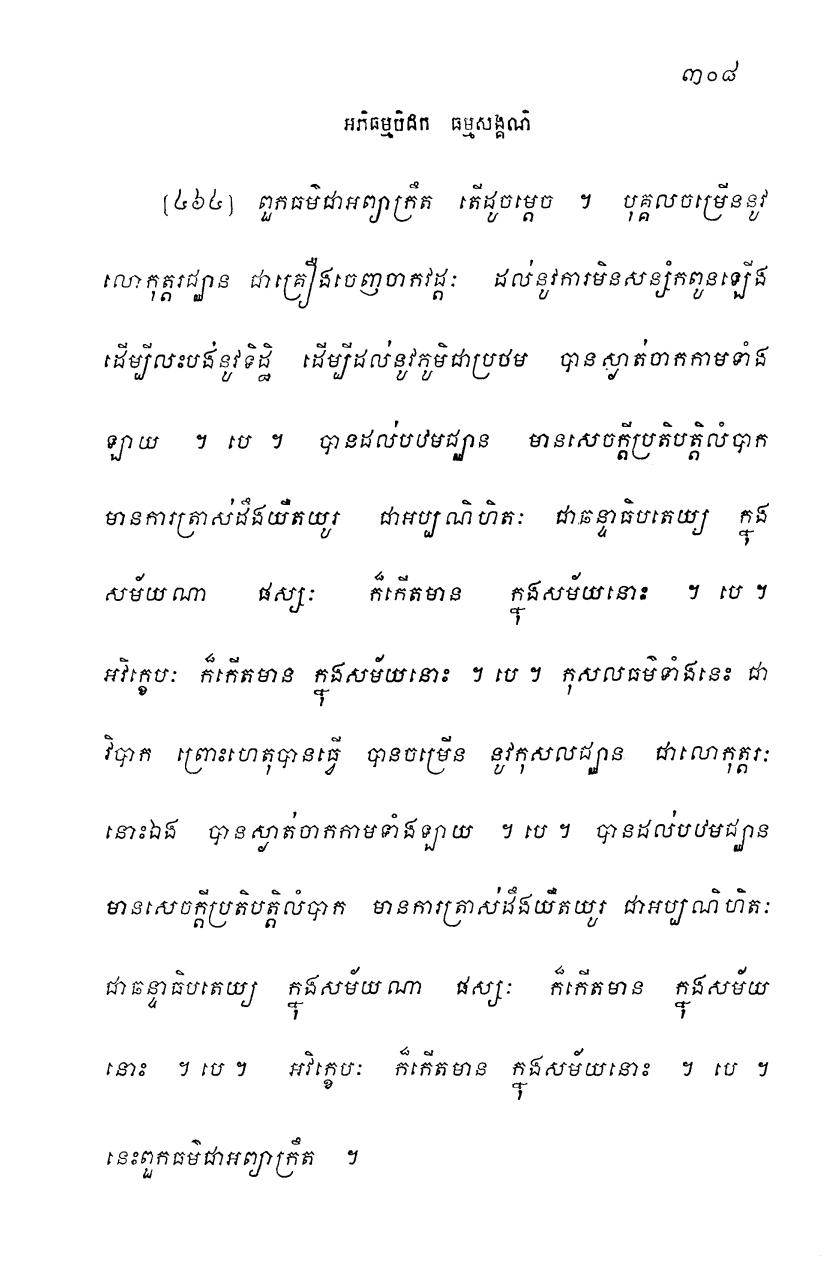 ៣០៨
អភិធម្មបិដក ធម្មសង្គណិ
[៤៦៤] ពួកធម៌ជាអព្យាក្រឹត តើដូចម្តេច ។ បុគ្គលចម្រើននូវ
លោកុត្តរជ្ឈាន ជាគ្រឿងចេញចាកវដ្តៈ ដល់នូវការមិនសន្សំកពូនឡើង
ដើម្បីលះបង់នូវទិដ្ឋិ ដើម្បីដល់នូវភូមិជាប្រថម បានស្ងាត់ចាកកាមទាំង
ឡាយ ។ បេ ។ បានដល់បឋមជ្ឈាន មានសេចក្តីប្រតិបត្តិលំបាក
មានការត្រាស់ដឹងយឺតយូរ ជាអប្បណិហិតៈ ជាឆន្ទាធិបតេយ្យ ក្នុង
សម័យណា ផស្សៈ ក៏កើតមាន ក្នុងសម័យនោះ ។ បេ ។
អវិក្ខេបៈ ក៏កើតមាន ក្នុងសម័យនោះ ។ បេ ។ កុសលធម៌ទាំងនេះ ជា
វិបាក ព្រោះហេតុបានធ្វើ បានចម្រើន នូវកុសលជ្ឈាន ជាលោកុត្តរៈ
នោះឯង បានស្ងាត់ចាកកាមទាំងឡាយ ។ បេ ។ បានដល់បឋមជ្ឈាន
មានសេចក្តីប្រតិបត្តិលំបាក មានការត្រាស់ដឹងយឺតយូរ ជាអប្បណិហិតៈ
ជាឆន្ទាធិបតេយ្យ ក្នុងសម័យណា ផស្សៈ ក៏កើតមាន ក្នុងសម័យ
នោះ ។ បេ ។ អវិក្ខេបៈ ក៏កើតមាន ក្នុងសម័យនោះ ។ បេ ។
នេះពួកធម៌ជាអព្យាក្រឹត ។